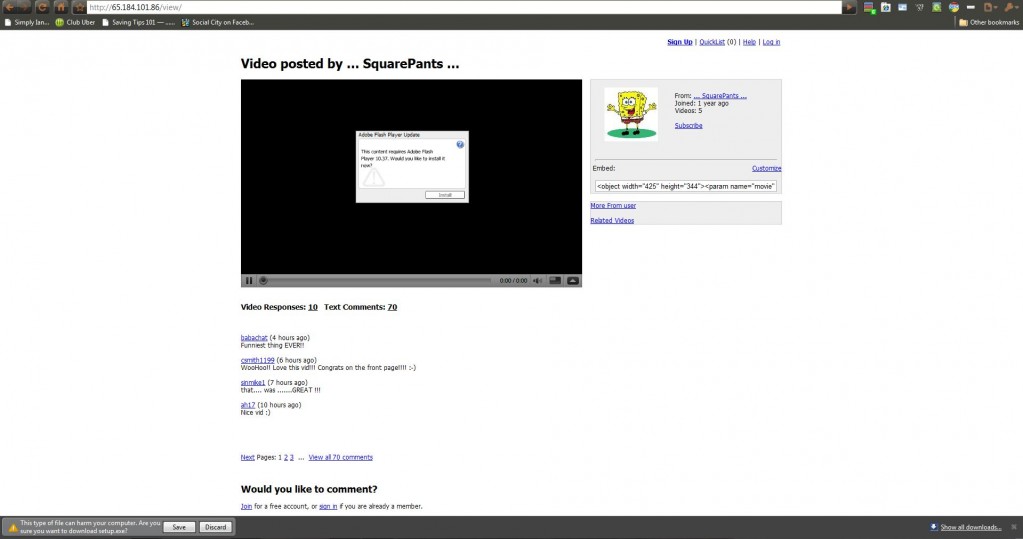 http://65.184.101.86/view/
Simply Jan...
Club Uber
Saving Tips 101 — ......
Social City on Faceb...
Other bookmarks
Sign Up | QuickList (0) | Help | Log in
Video posted by ... SquarePants ...
Adobe Flash Player Update
This content requires Adobe Flash
Player 10.37. Would you like to install it
now?
Install
0:00 / 0:00
From: ... SquarePants ...
Joined: 1 year ago
Videos: 5
Subscribe
Embed:
Customize
<object width="425" height="344"><param name="movie"
More From user
Related Videos
Video Responses: 10 Text Comments: 70
babachat (4 hours ago)
Funniest thing EVER!!
csmith1199 (6 hours ago)
WooHoo!! Love this vid!!! Congrats on the front page!!!! :-)
sinmike1 (7 hours ago)
that.... was .......GREAT !!!
ah17 (10 hours ago)
Nice vid :)
Next Pages: 1 2 3 ... View all 70 comments
Would you like to comment?
Join for a free account, or sign in if you are already a member.
This type of file can harm your computer. Are you
sure you want to download setup.exe?
Save
Discard
Show all downloads...